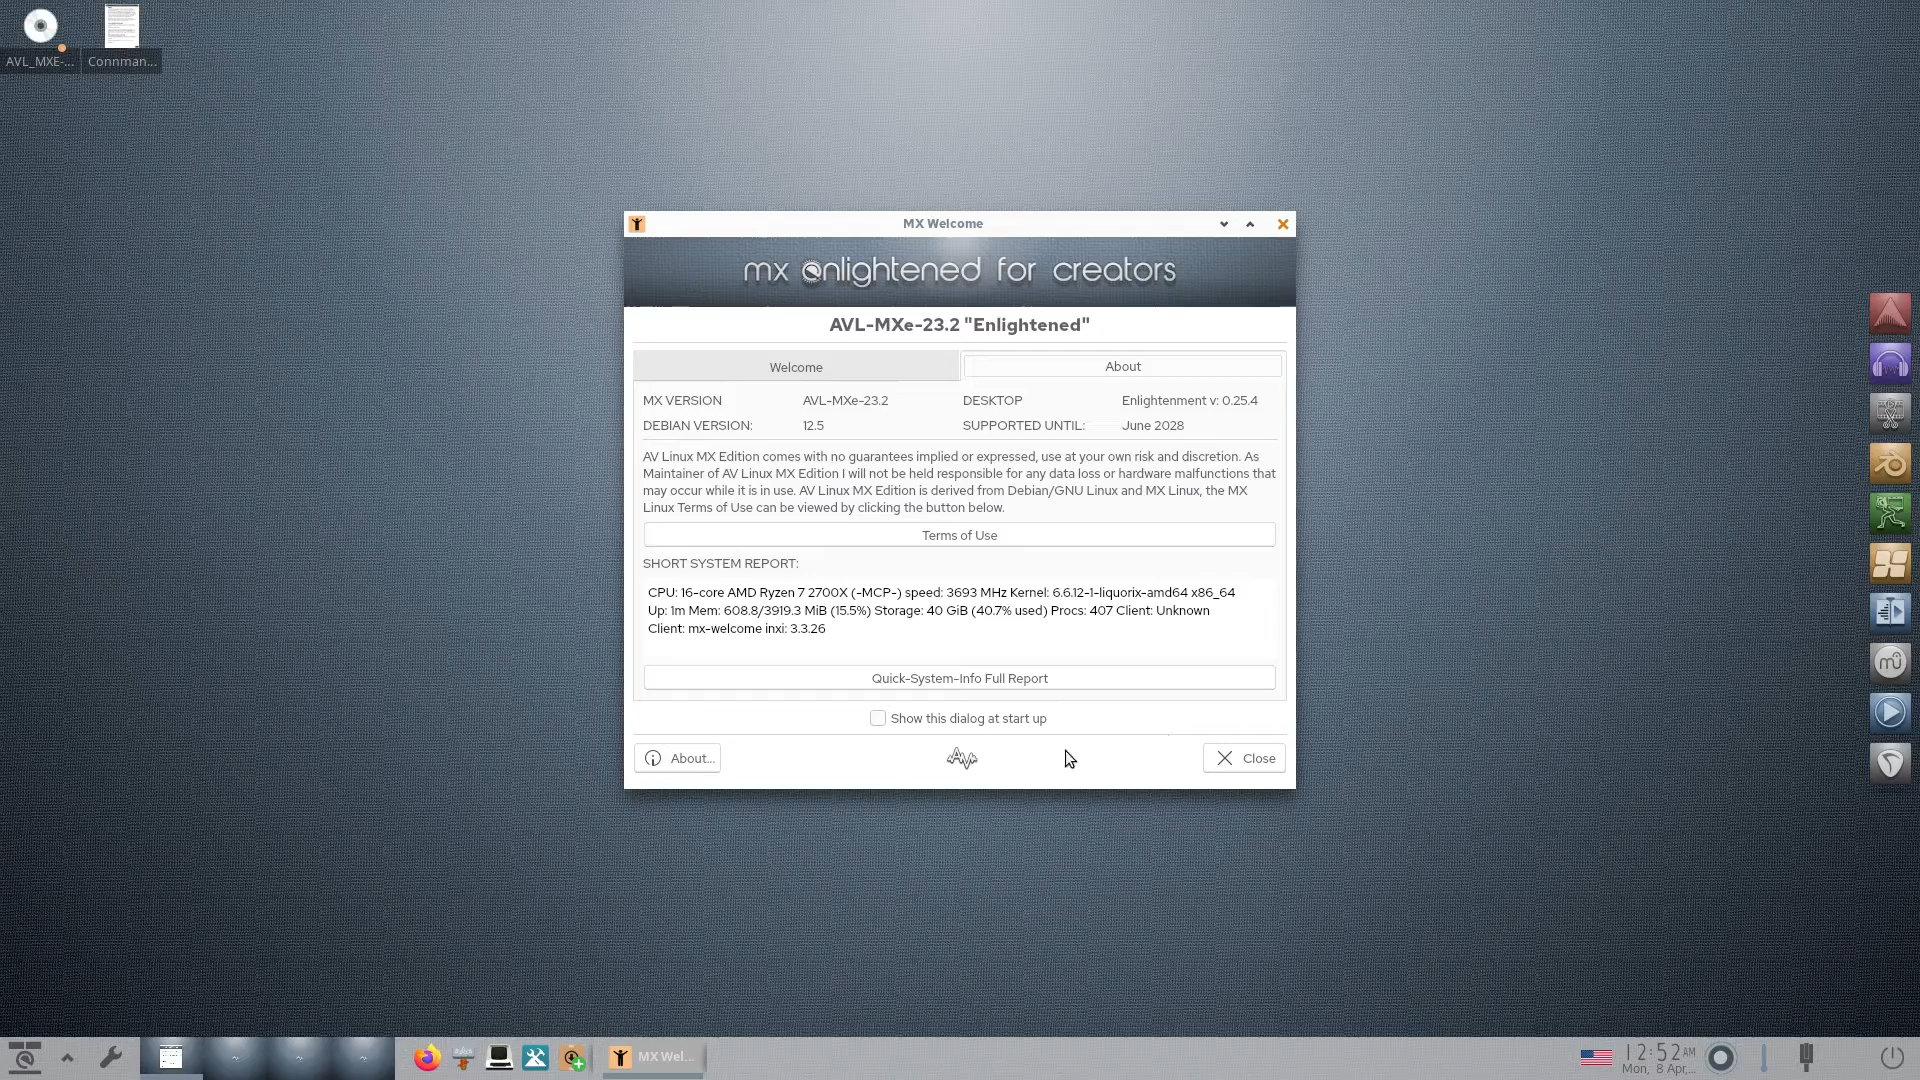 AVL_MXE-...
Connman...
MX Welcome
mx enlightened for creators
AVL-MXe-23.2 "Enlightened"
Welcome
About
MX VERSION AVL-MXe-23.2 DESKTOP Enlightenment v: 0.25.4
DEBIAN VERSION: 12.5 SUPPORTED UNTIL: June 2028
AV Linux MX Edition comes with no guarantees implied or expressed, use at your own risk and discretion. As
Maintainer of AV Linux MX Edition I will not be held responsible for any data loss or hardware malfunctions that
may occur while it is in use. AV Linux MX Edition is derived from Debian/GNU Linux and MX Linux, the MX
Linux Terms of Use can be viewed by clicking the button below.
Terms of Use
SHORT SYSTEM REPORT:
CPU: 16-core AMD Ryzen 7 2700X (-MCP-) speed: 3693 MHz Kernel: 6.6.12-1-liquorix-amd64 x86_64
Up: 1m Mem: 608.8/3919.3 MiB (15.5%) Storage: 40 GiB (40.7% used) Procs: 407 Client: Unknown
Client: mx-welcome inxi: 3.3.26
Quick-System-Info Full Report
Show this dialog at start up
About...
Close
MX Wel...
12:52 AM
Mon, 8 Apr,...